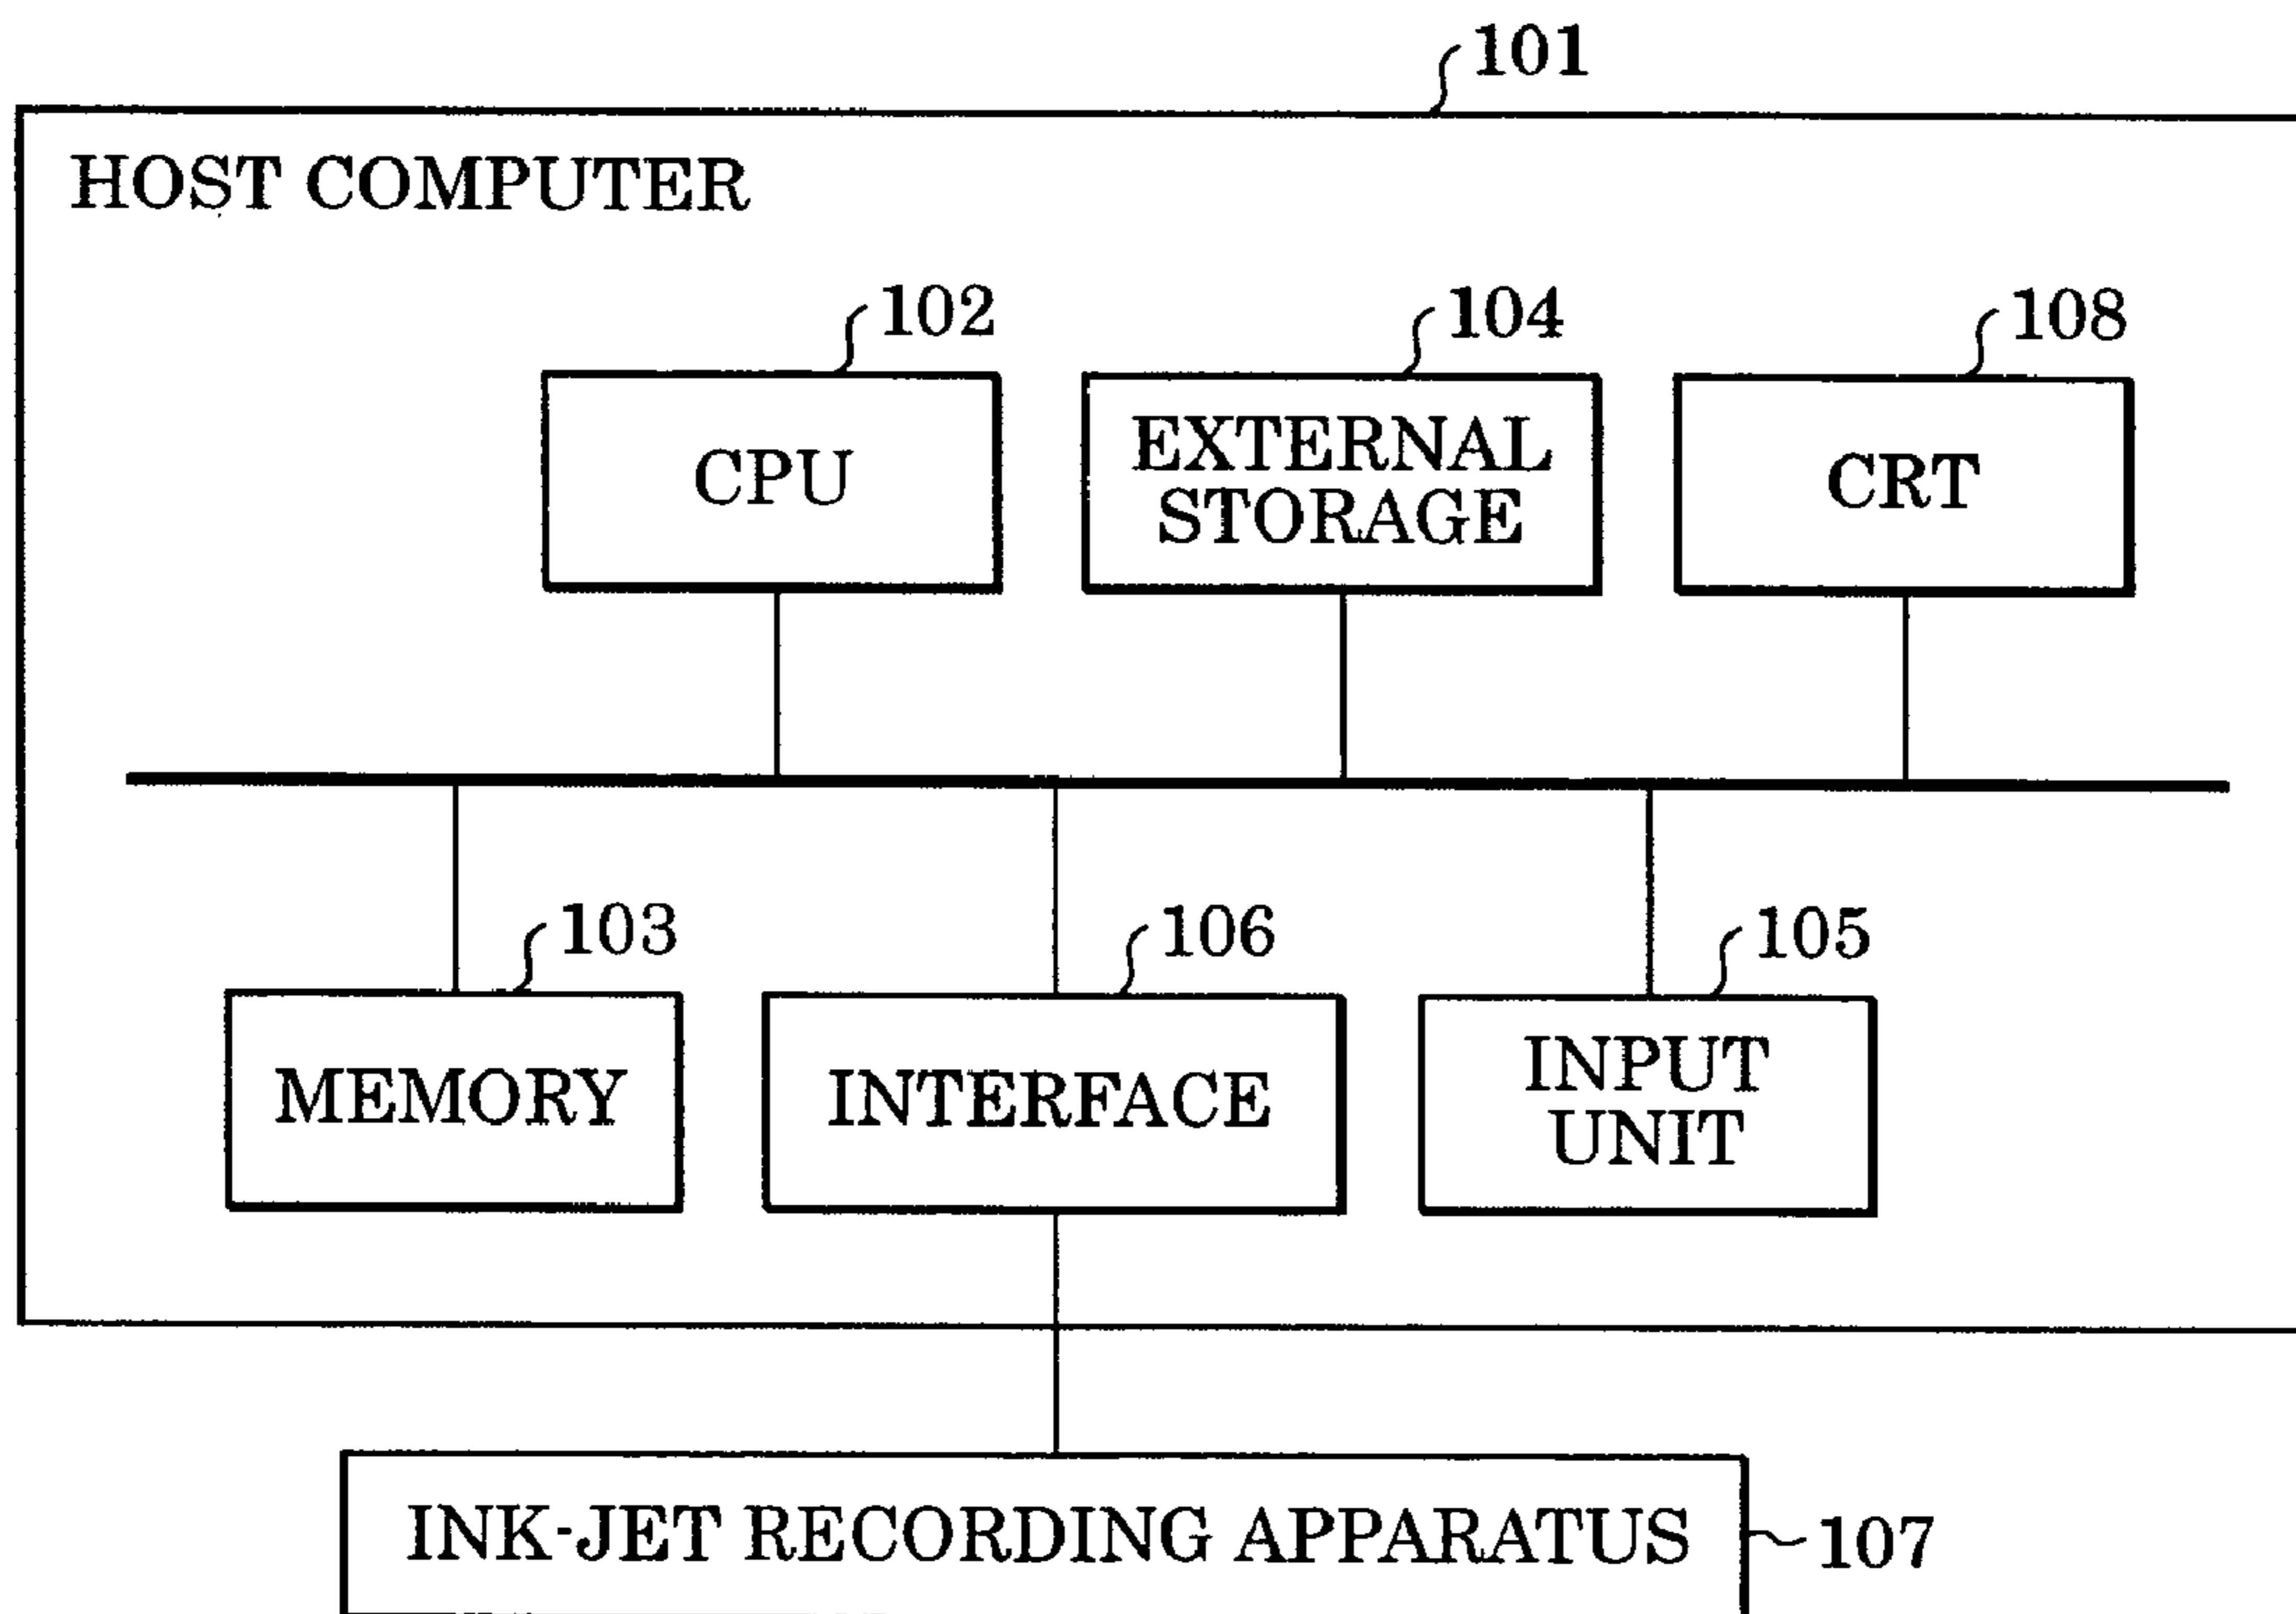 101
HOST COMPUTER
102
104
108
CPU
EXTERNAL
STORAGE
CRT
103
106
105
MEMORY
INTERFACE
INPUT
UNIT
INK-JET RECORDING APPARATUS
107